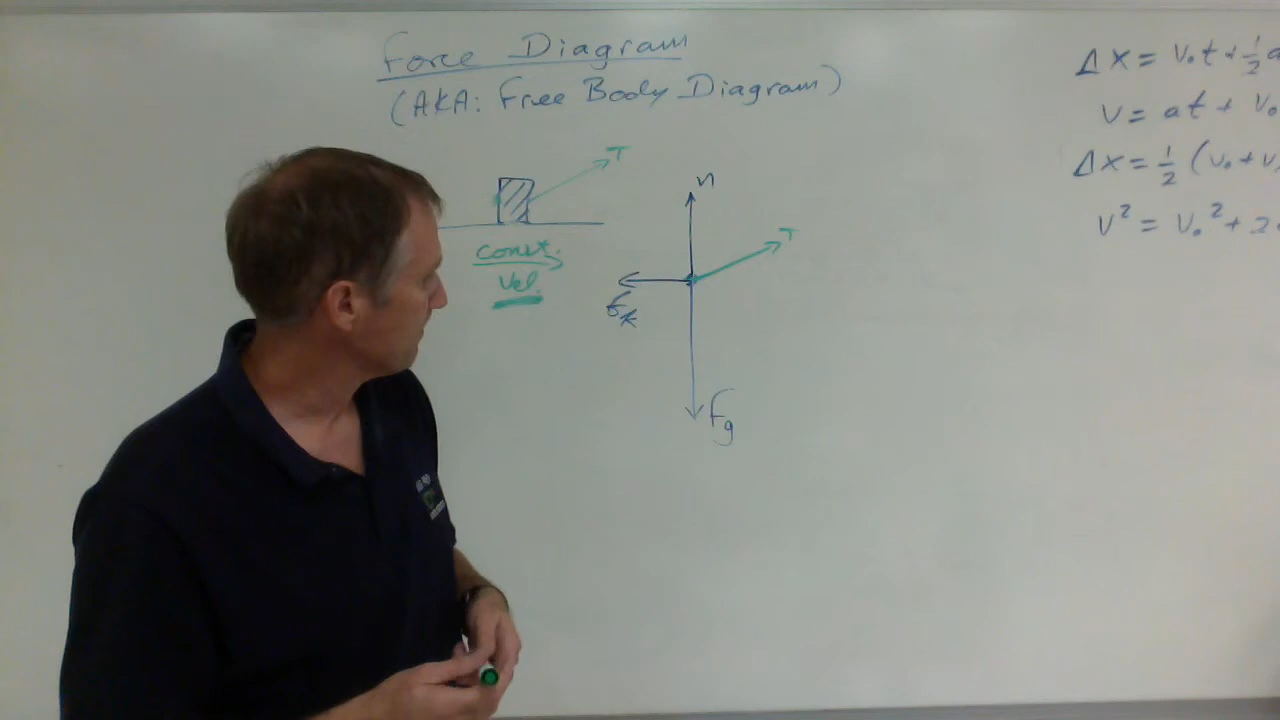 Force Diagram
(AKA: Free Body Diagram)
T
const.
vel.
n
T
fk
Fg
Δx = v₀t + ½a
v = at + v₀
Δx = ½ (v₀ + v
v² = v₀² + 2